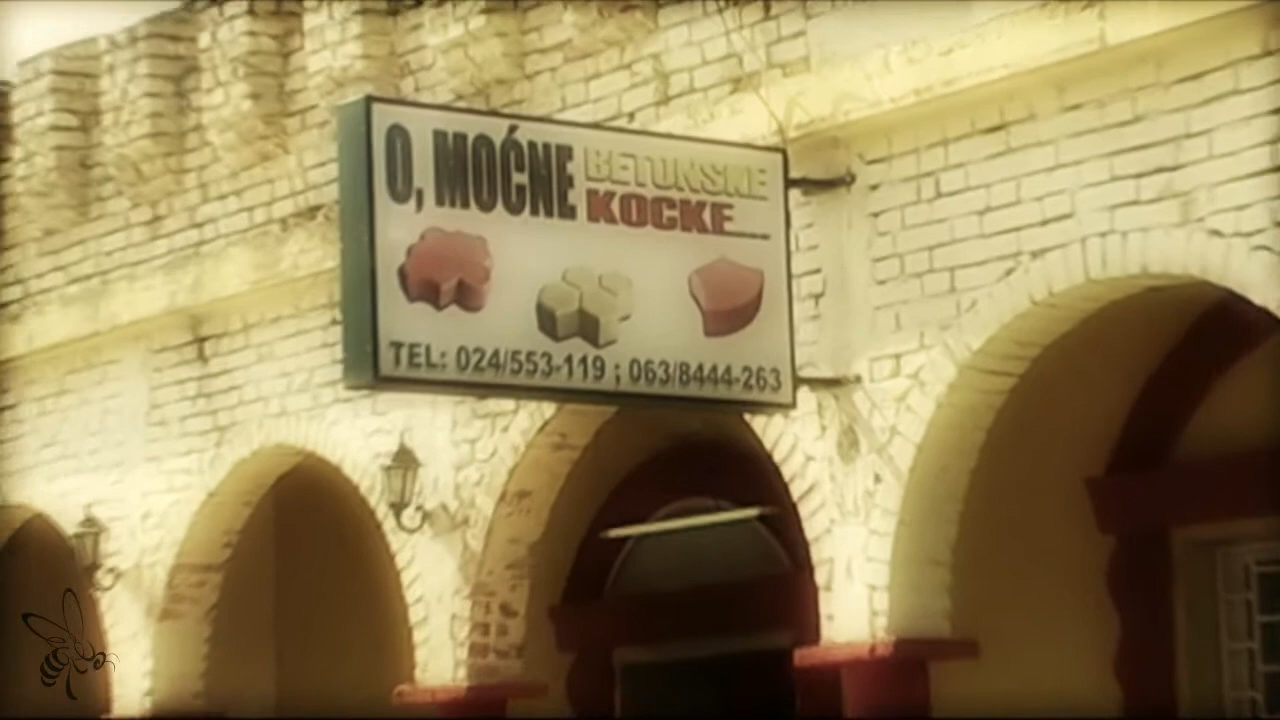 O, MOĆNE BETONSKE
KOCKE....
TEL: 024/553-119 ; 063/8444-263